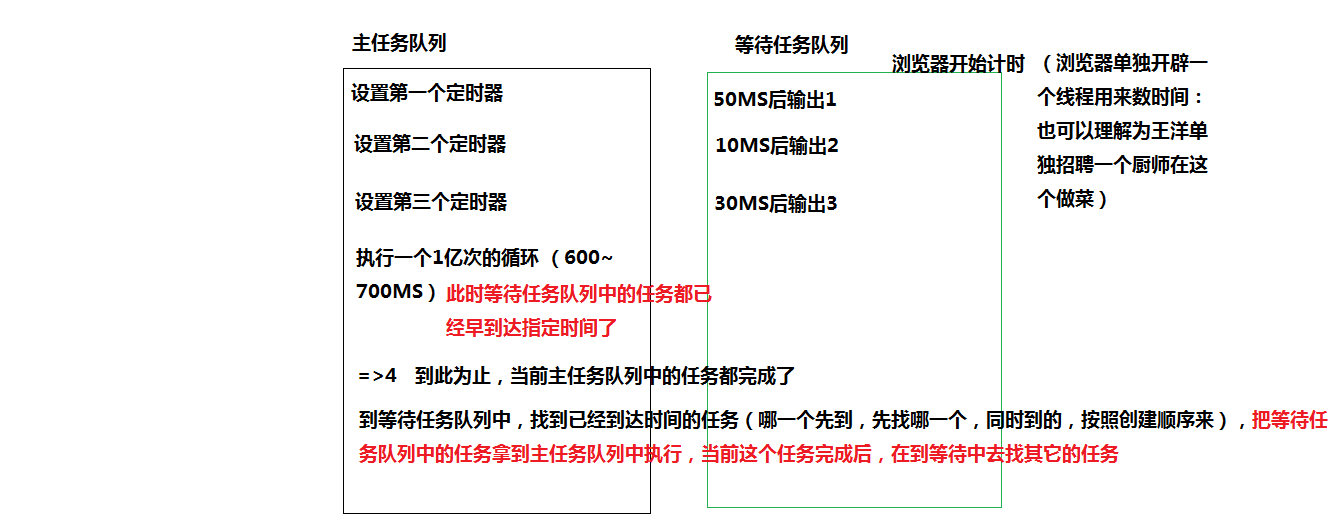 主任务队列
等待任务队列
浏览器开始计时 （浏览器单独开辟一
个线程用来数时间：
也可以理解为王洋单
独招聘一个厨师在这
个做菜）
设置第一个定时器
50MS后输出1
设置第二个定时器
10MS后输出2
设置第三个定时器
30MS后输出3
执行一个1亿次的循环 （600~
700MS） 此时等待任务队列中的任务都已
经早到达指定时间了
=>4 到此为止，当前主任务队列中的任务都完成了
到等待任务队列中，找到已经到达时间的任务（哪一个先到，先找哪一个，同时到的，按照创建顺序来），把等待任
务队列中的任务拿到主任务队列中执行，当前这个任务完成后，在到等待中去找其它的任务